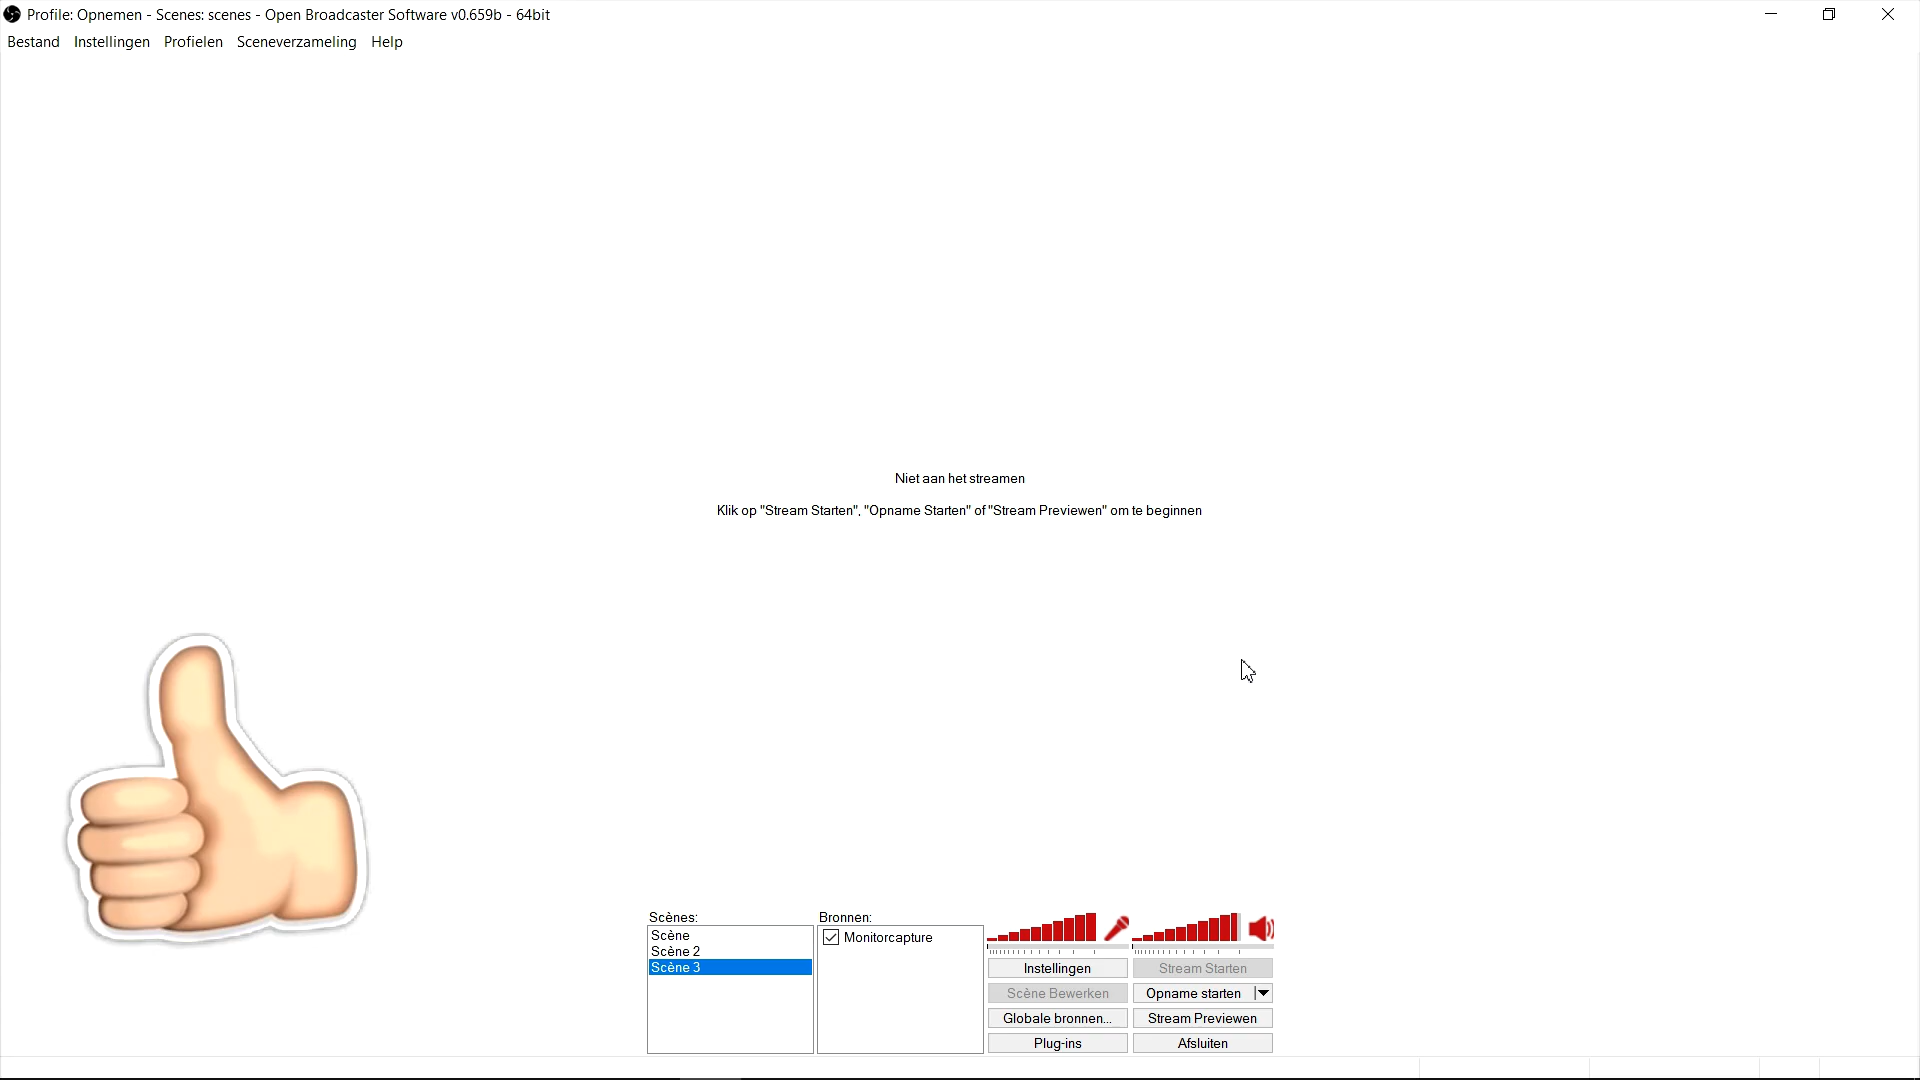 Profile: Opnemen - Scenes: scenes - Open Broadcaster Software v0.659b - 64bit
Bestand Instellingen Profielen Sceneverzameling Help
Niet aan het streamen
Klik op "Stream Starten", "Opname Starten" of "Stream Previewen" om te beginnen
Scènes:
Scène
Scène 2
Scène 3
Bronnen:
Monitorcapture
Instellingen
Stream Starten
Scène Bewerken
Opname starten
Globale bronnen...
Stream Previewen
Plug-ins
Afsluiten